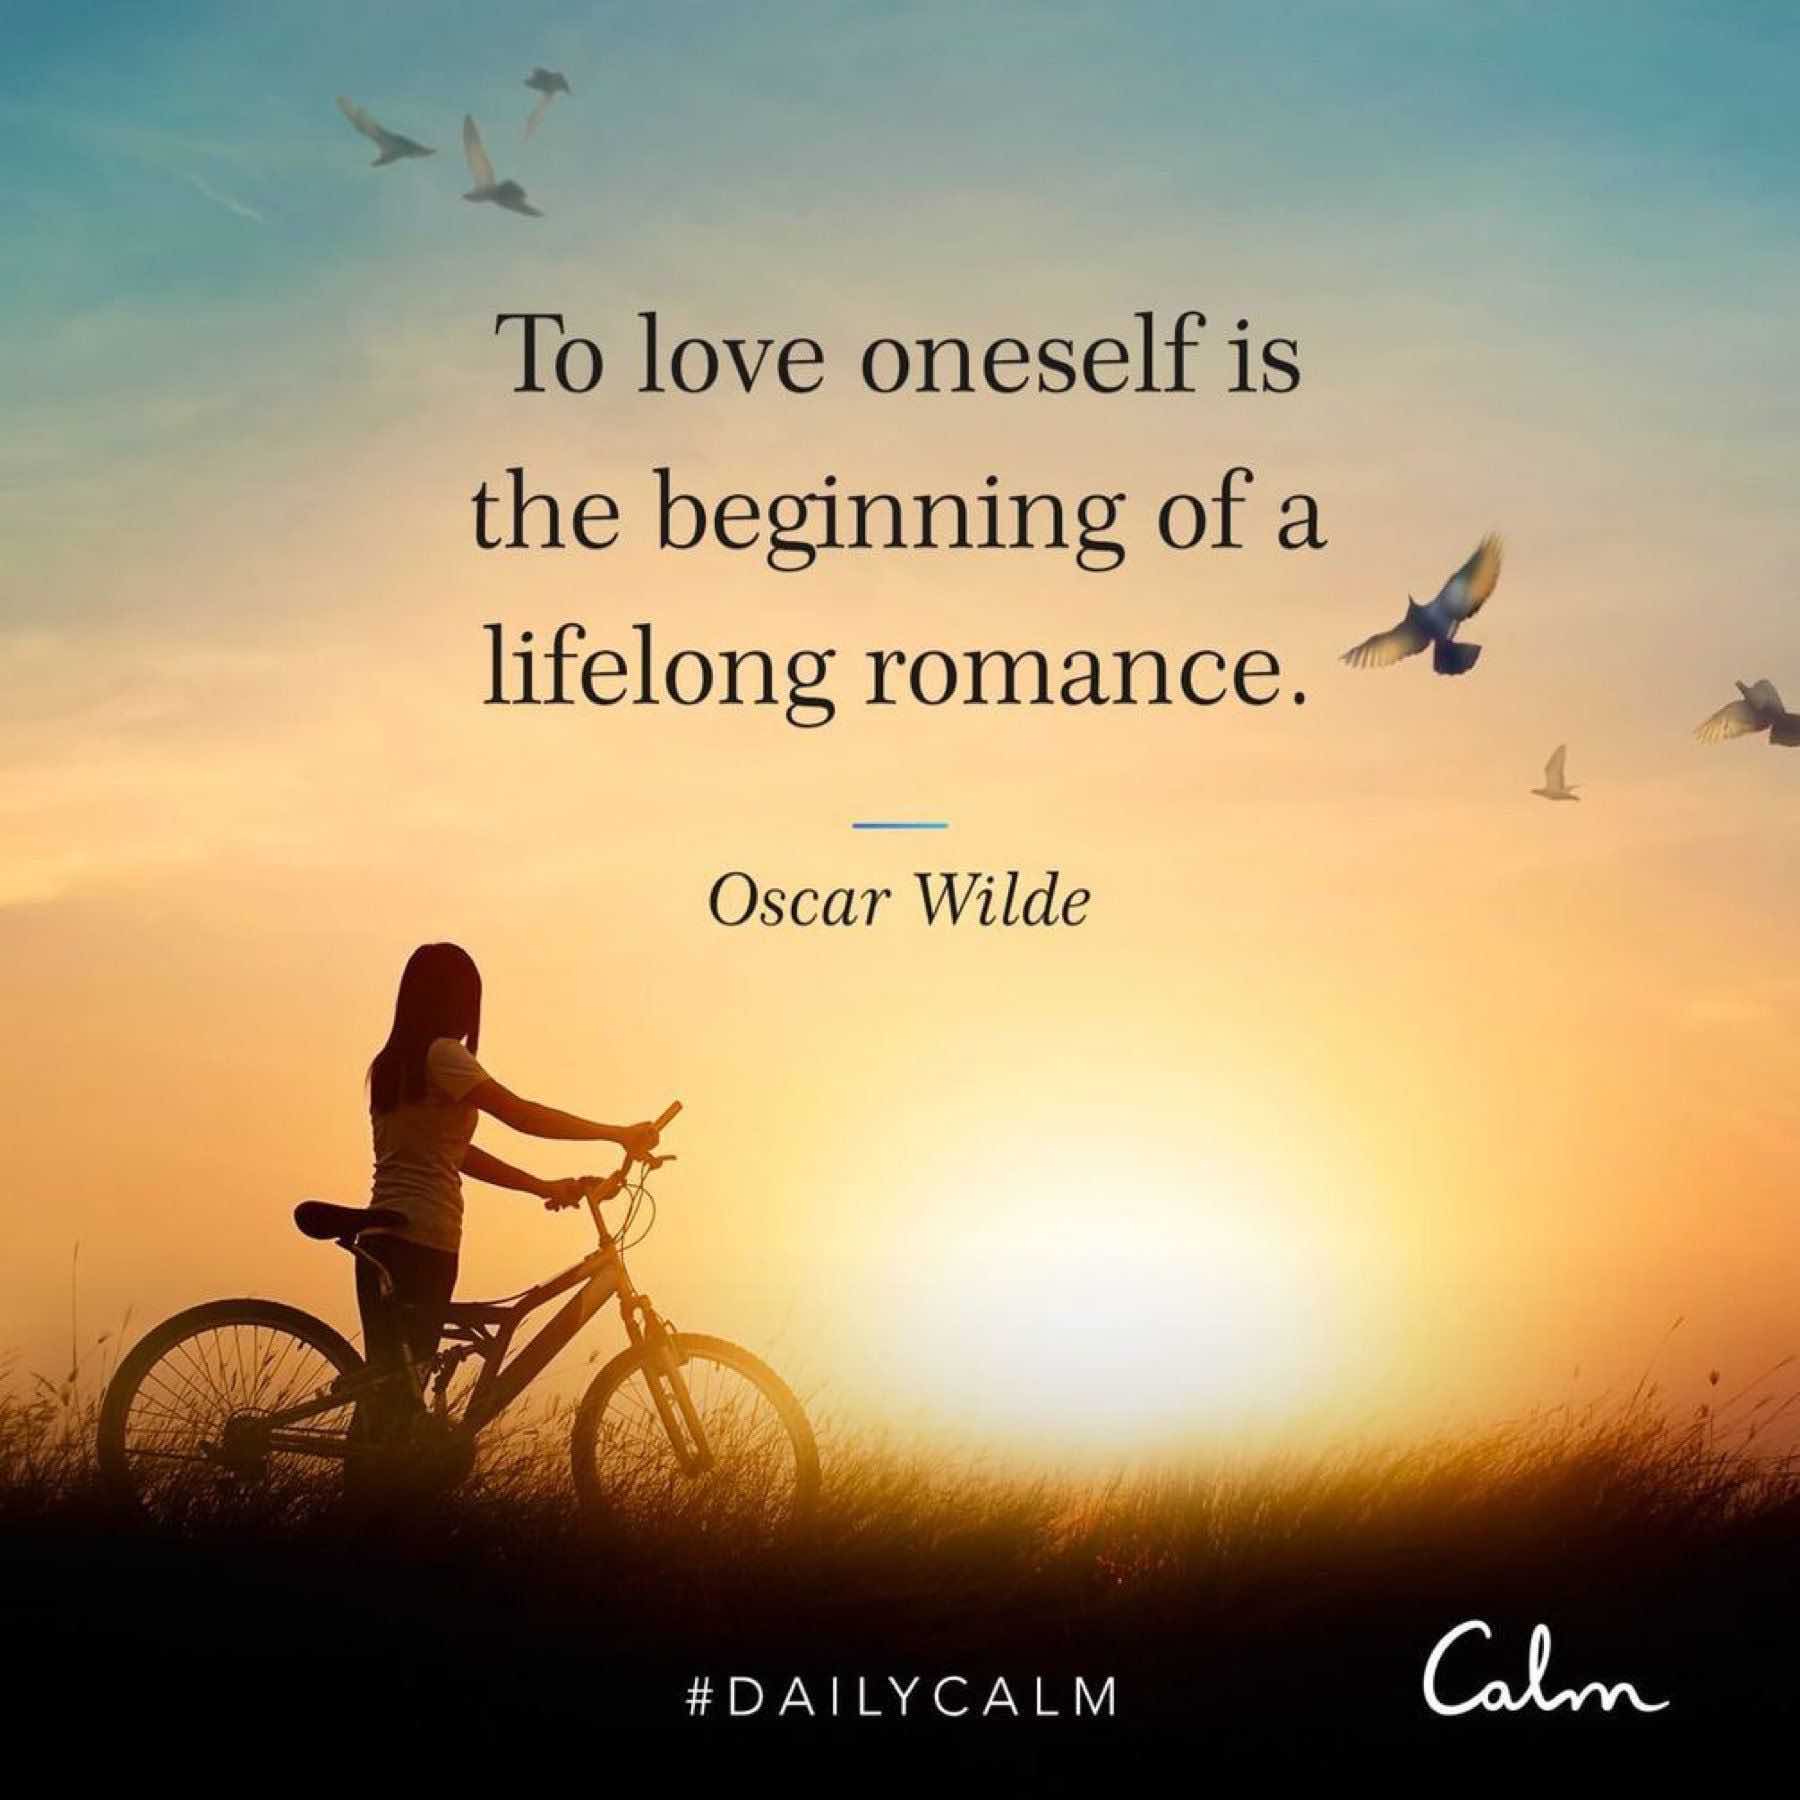 To love oneself is
the beginning of a
lifelong romance.
Oscar Wilde
#DAILYCALM
Calm